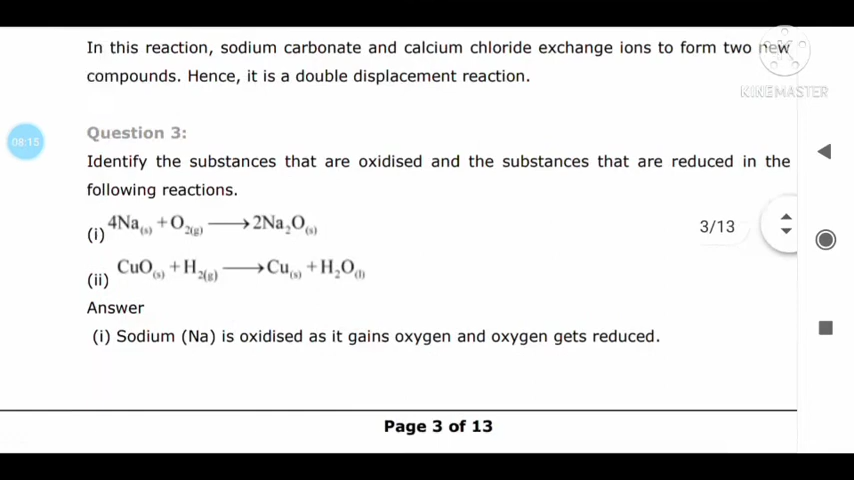 In this reaction, sodium carbonate and calcium chloride exchange ions to form two new
compounds. Hence, it is a double displacement reaction.
KINEMASTER
08:15
Question 3:
Identify the substances that are oxidised and the substances that are reduced in the
following reactions.
(i) 4Na(s) + O2(g) ⟶ 2Na2O(s)
3/13
(ii) CuO(s) + H2(g) ⟶ Cu(s) + H2O(l)
Answer
(i) Sodium (Na) is oxidised as it gains oxygen and oxygen gets reduced.
Page 3 of 13